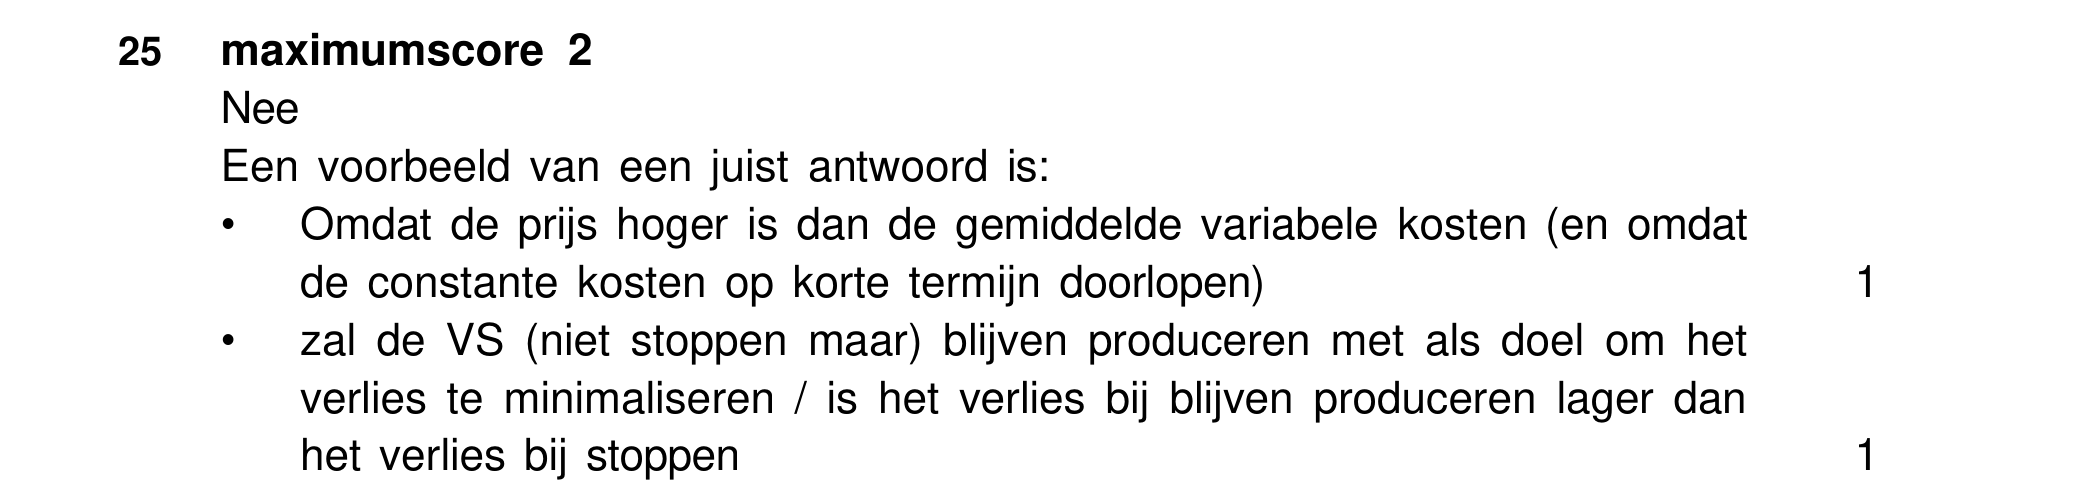 25 maximumscore 2
Nee
Een voorbeeld van een juist antwoord is:
• Omdat de prijs hoger is dan de gemiddelde variabele kosten (en omdat
de constante kosten op korte termijn doorlopen) 1
• zal de VS (niet stoppen maar) blijven produceren met als doel om het
verlies te minimaliseren / is het verlies bij blijven produceren lager dan
het verlies bij stoppen 1